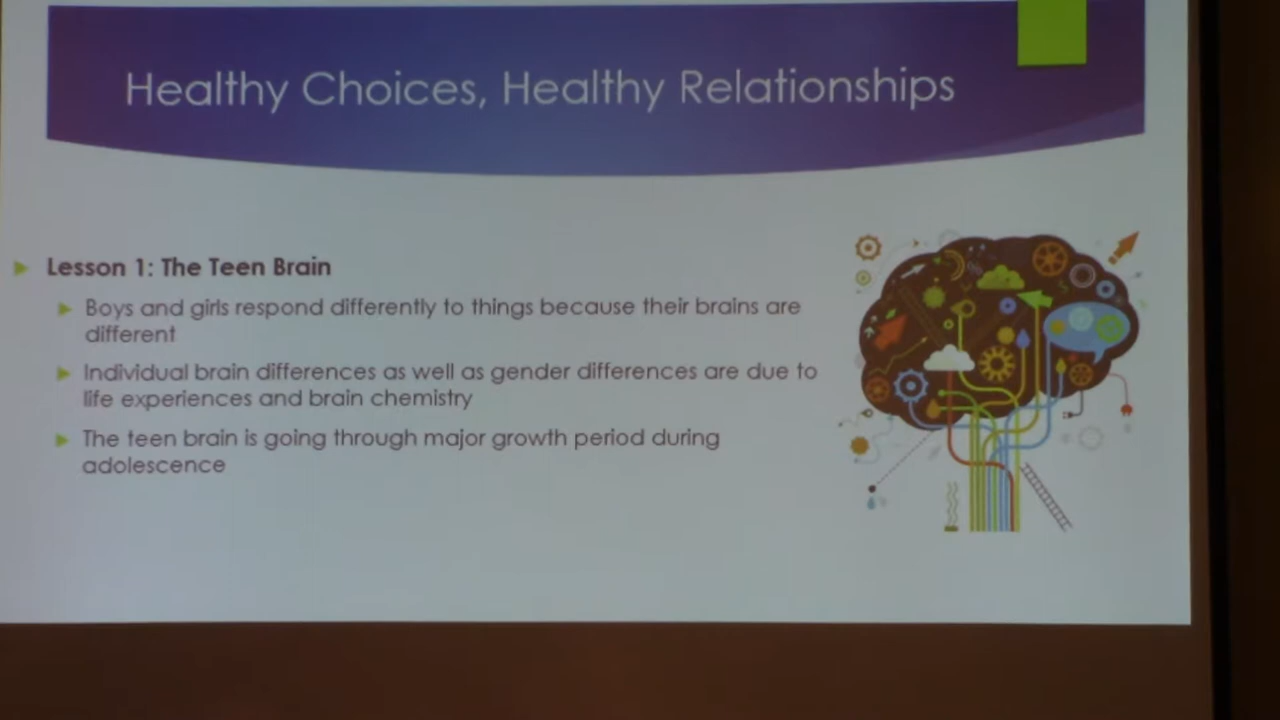 Healthy Choices, Healthy Relationships
Lesson 1: The Teen Brain
Boys and girls respond differently to things because their brains are
different
Individual brain differences as well as gender differences are due to
life experiences and brain chemistry
The teen brain is going through major growth period during
adolescence